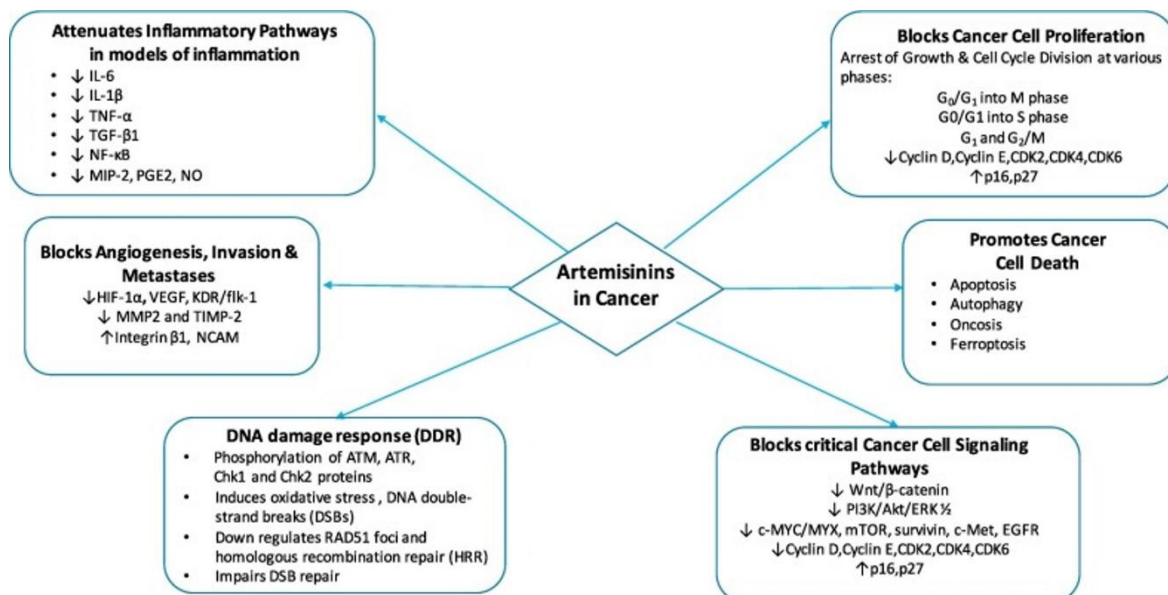 Attenuates Inflammatory Pathways
in models of inflammation
• ↓ IL-6
• ↓ IL-1β
• ↓ TNF-α
• ↓ TGF-β1
• ↓ NF-κB
• ↓ MIP-2, PGE2, NO
Blocks Cancer Cell Proliferation
Arrest of Growth & Cell Cycle Division at various
phases:
G₀/G₁ into M phase
G0/G1 into S phase
G₁ and G₂/M
↓Cyclin D,Cyclin E,CDK2,CDK4,CDK6
↑p16,p27
Blocks Angiogenesis, Invasion &
Metastases
↓HIF-1α, VEGF, KDR/flk-1
↓ MMP2 and TIMP-2
↑Integrin β1, NCAM
Artemisinins
in Cancer
Promotes Cancer
Cell Death
• Apoptosis
• Autophagy
• Oncosis
• Ferroptosis
DNA damage response (DDR)
• Phosphorylation of ATM, ATR,
Chk1 and Chk2 proteins
• Induces oxidative stress , DNA double-
strand breaks (DSBs)
• Down regulates RAD51 foci and
homologous recombination repair (HRR)
• Impairs DSB repair
Blocks critical Cancer Cell Signaling
Pathways
↓ Wnt/β-catenin
↓ PI3K/Akt/ERK ½
↓ c-MYC/MYX, mTOR, survivin, c-Met, EGFR
↓Cyclin D,Cyclin E,CDK2,CDK4,CDK6
↑p16,p27